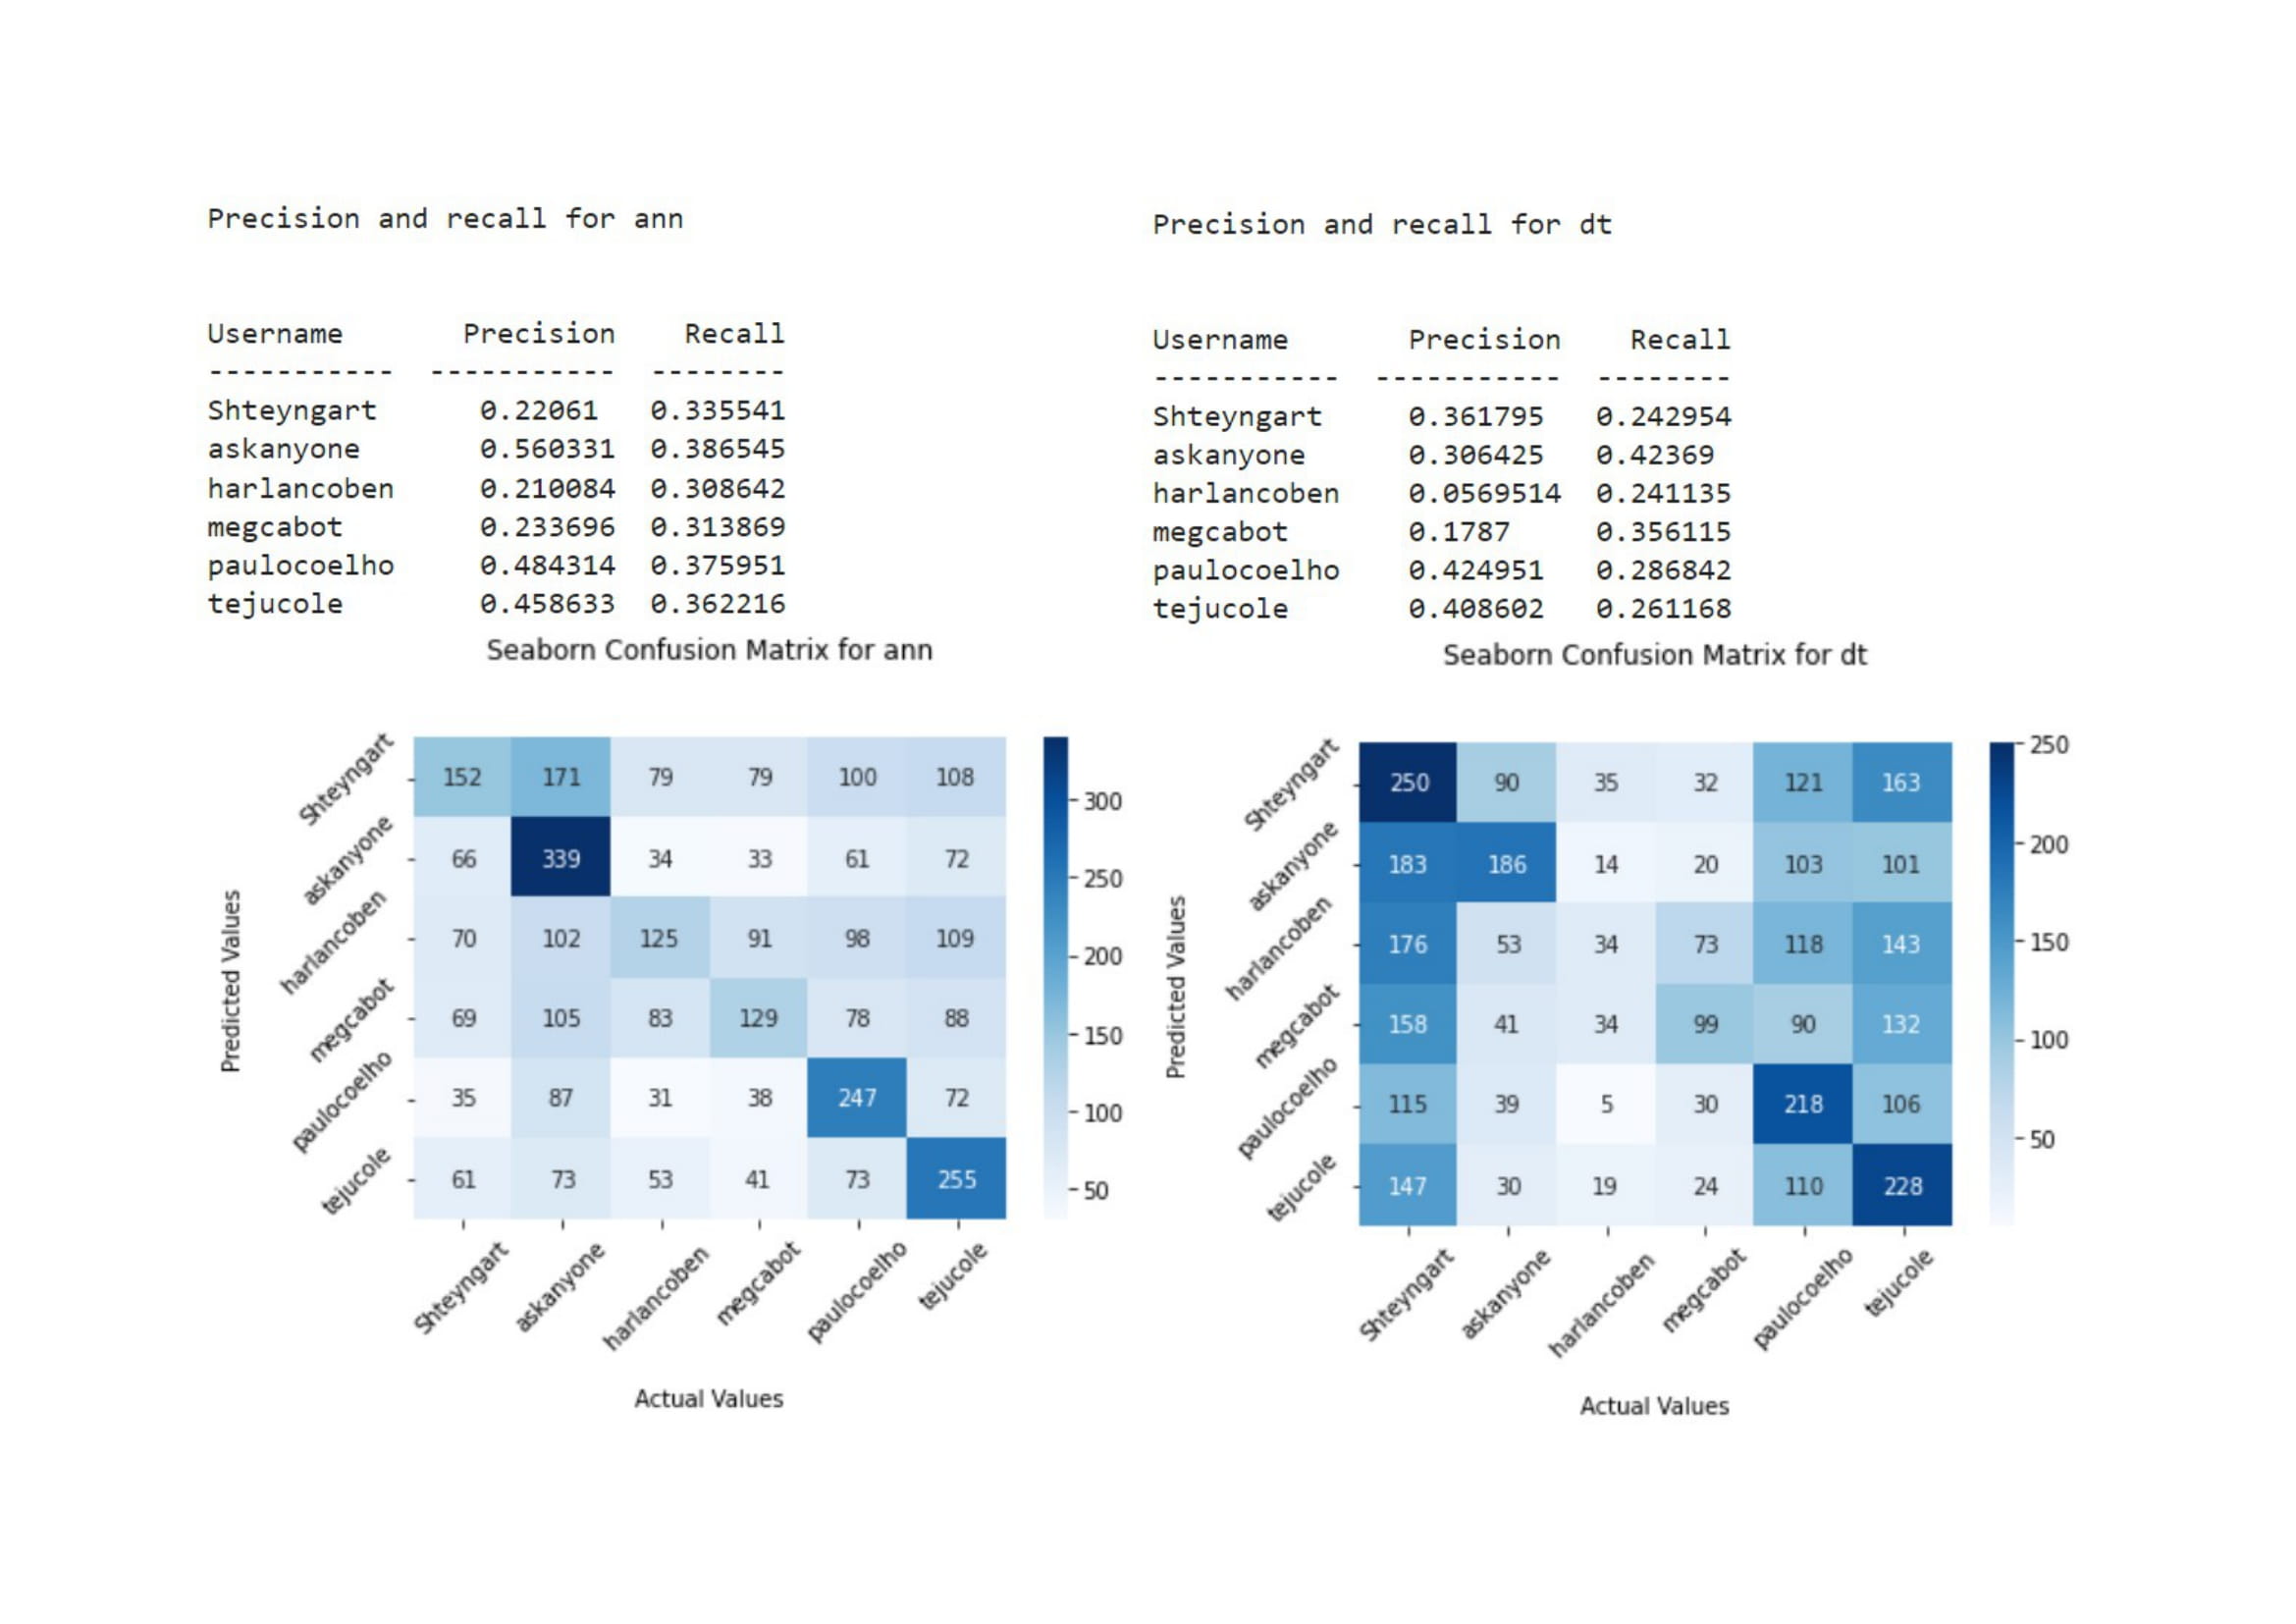 Precision and recall for ann
Username Precision Recall
----------- ----------- --------
Shteyngart 0.22061 0.335541
askanyone 0.560331 0.386545
harlancoben 0.210084 0.308642
megcabot 0.233696 0.313869
paulocoelho 0.484314 0.375951
tejucole 0.458633 0.362216
Seaborn Confusion Matrix for ann
Predicted Values
Shteyngart 152 171 79 79 100 108
askanyone 66 339 34 33 61 72
harlancoben 70 102 125 91 98 109
megcabot 69 105 83 129 78 88
paulocoelho 35 87 31 38 247 72
tejucole 61 73 53 41 73 255
Shteyngart askanyone harlancoben megcabot paulocoelho tejucole
Actual Values
300
250
200
150
100
50
Precision and recall for dt
Username Precision Recall
----------- ----------- --------
Shteyngart 0.361795 0.242954
askanyone 0.306425 0.42369
harlancoben 0.0569514 0.241135
megcabot 0.1787 0.356115
paulocoelho 0.424951 0.286842
tejucole 0.408602 0.261168
Seaborn Confusion Matrix for dt
Predicted Values
Shteyngart 250 90 35 32 121 163
askanyone 183 186 14 20 103 101
harlancoben 176 53 34 73 118 143
megcabot 158 41 34 99 90 132
paulocoelho 115 39 5 30 218 106
tejucole 147 30 19 24 110 228
Shteyngart askanyone harlancoben megcabot paulocoelho tejucole
Actual Values
250
200
150
100
50